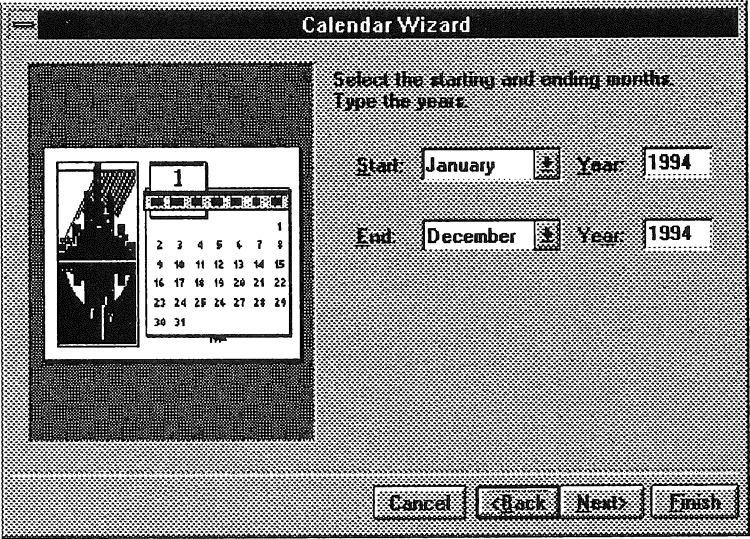 Calendar Wizard
Select the starting and ending months.
Type the years.
Start: January Year: 1994
End: December Year: 1994
1
1
2 3 4 5 6 7 8
9 10 11 12 13 14 15
16 17 18 19 20 21 22
23 24 25 26 27 28 29
30 31
Cancel <Back Next> Finish